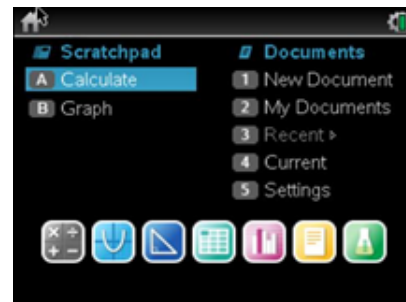 Scratchpad
A Calculate
B Graph
Documents
1 New Document
2 My Documents
3 Recent ▸
4 Current
5 Settings